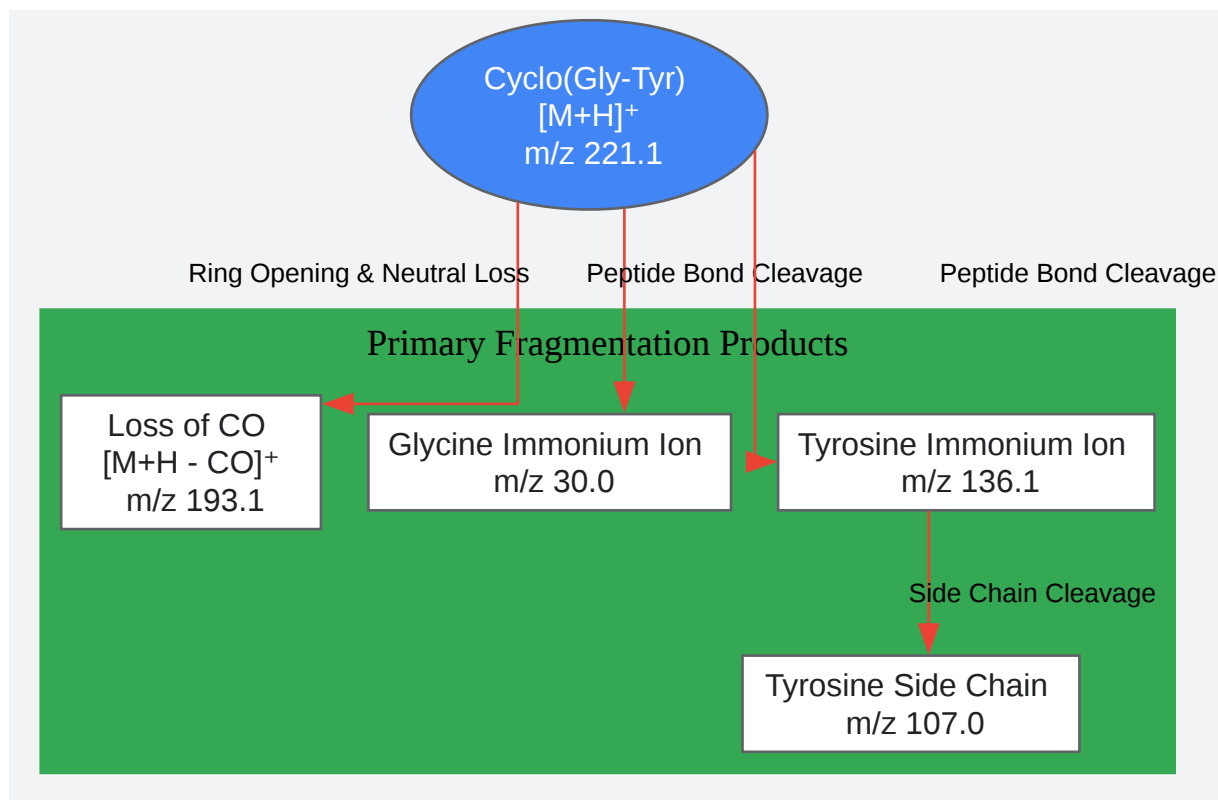 Cyclo(Gly-Tyr)
[M+H]⁺
m/z 221.1
Ring Opening & Neutral Loss
Peptide Bond Cleavage
Peptide Bond Cleavage
Primary Fragmentation Products
Loss of CO
[M+H - CO]⁺
m/z 193.1
Glycine Immonium Ion
m/z 30.0
Tyrosine Immonium Ion
m/z 136.1
Side Chain Cleavage
Tyrosine Side Chain
m/z 107.0